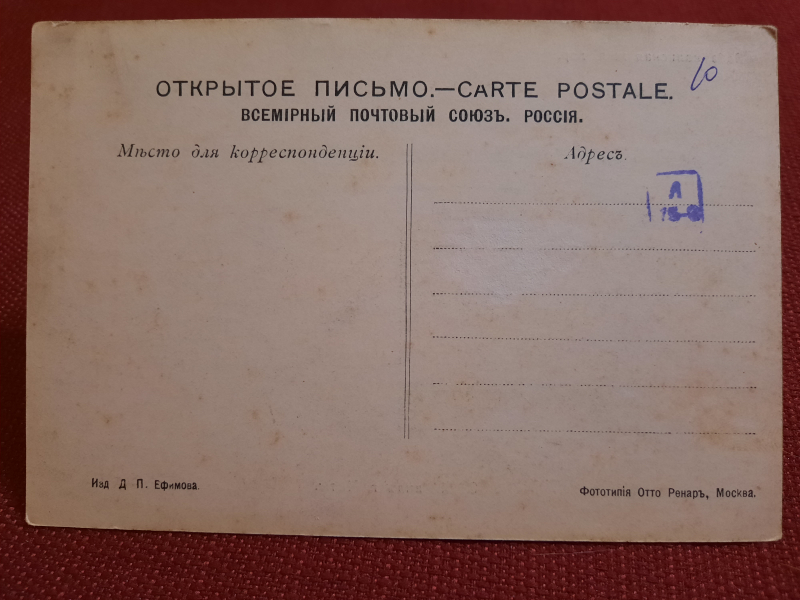 ОТКРЫТОЕ ПИСЬМО.—CARTE POSTALE.
ВСЕМІРНЫЙ ПОЧТОВЫЙ СОЮЗЪ. РОССІЯ.
Мѣсто для корреспонденціи.
Адресъ.
Изд Д П. Ефимова.
Фототипія Отто Ренаръ, Москва.